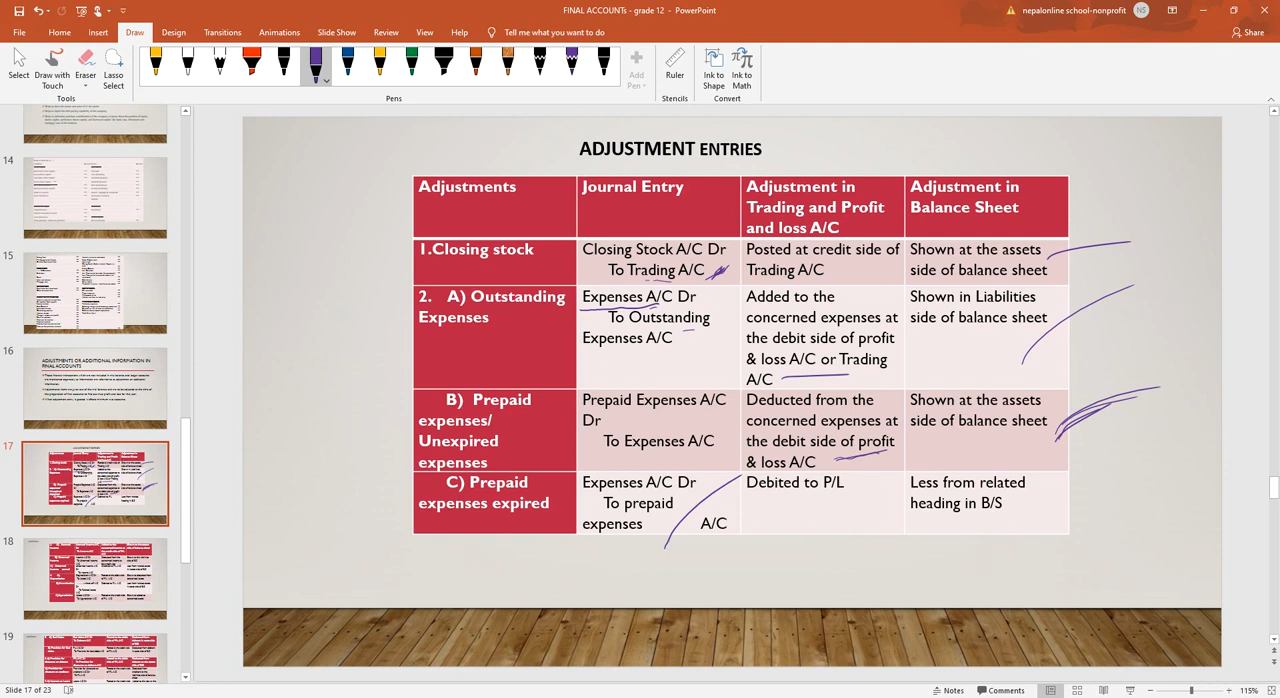 FINAL ACCOUNTs - grade 12 - PowerPoint
nepalonline school-nonprofit
NS
File
Home
Insert
Draw
Design
Transitions
Animations
Slide Show
Review
View
Help
Tell me what you want to do
Share
Select
Draw with
Touch
Eraser
Lasso
Select
Add
Pen
Ruler
Ink to
Shape
Ink to
Math
Tools
Pens
Stencils
Convert
14
15
16
ADJUSTMENTS OR ADDITIONAL INFORMATION IN
FINAL ACCOUNTS
17
18
19
ADJUSTMENT ENTRIES
Adjustments
Journal Entry
Adjustment in
Trading and Profit
and loss A/C
Adjustment in
Balance Sheet
1.Closing stock
Closing Stock A/C Dr
To Trading A/C
Posted at credit side of
Trading A/C
Shown at the assets
side of balance sheet
2. A) Outstanding
Expenses
Expenses A/C Dr
To Outstanding
Expenses A/C
Added to the
concerned expenses at
the debit side of profit
& loss A/C or Trading
A/C
Shown in Liabilities
side of balance sheet
B) Prepaid
expenses/
Unexpired
expenses
Prepaid Expenses A/C
Dr
To Expenses A/C
Deducted from the
concerned expenses at
the debit side of profit
& loss A/C
Shown at the assets
side of balance sheet
C) Prepaid
expenses expired
Expenses A/C Dr
To prepaid
expenses A/C
Debited to P/L
Less from related
heading in B/S
Slide 17 of 23
Notes
Comments
115%